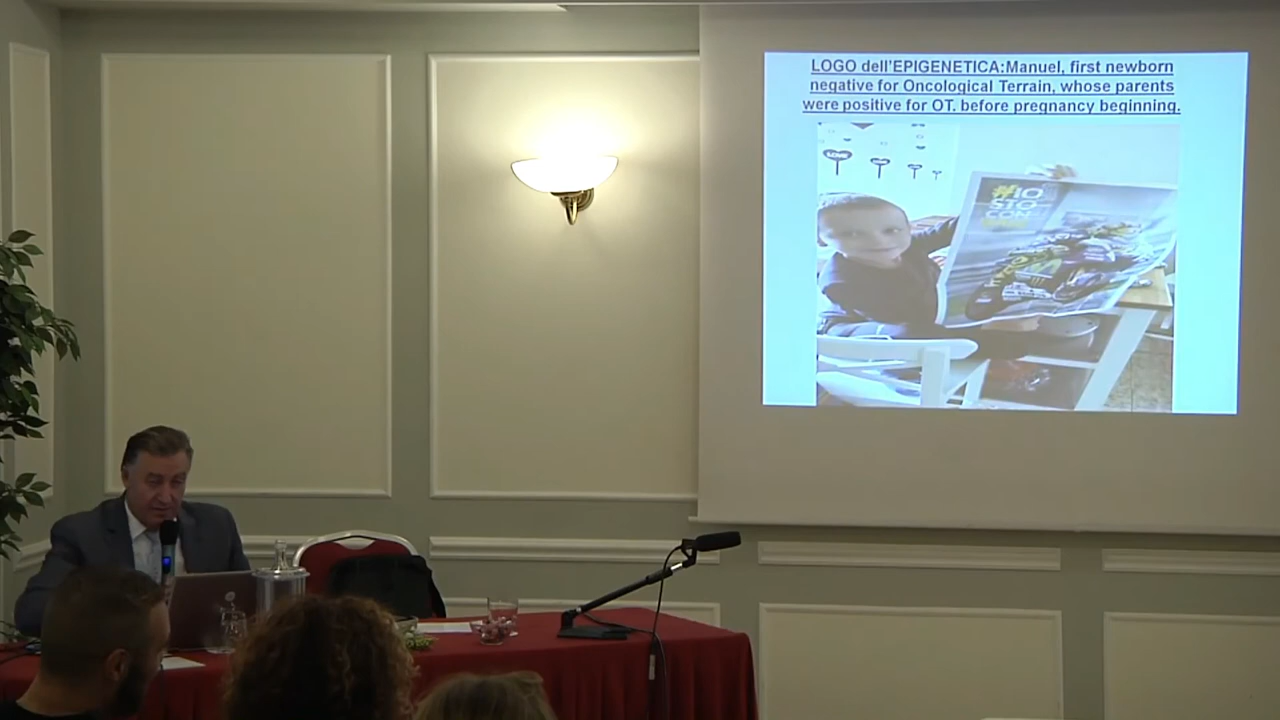 LOGO dell'EPIGENETICA:Manuel, first newborn
negative for Oncological Terrain, whose parents
were positive for OT. before pregnancy beginning.
#IO
STO
CON